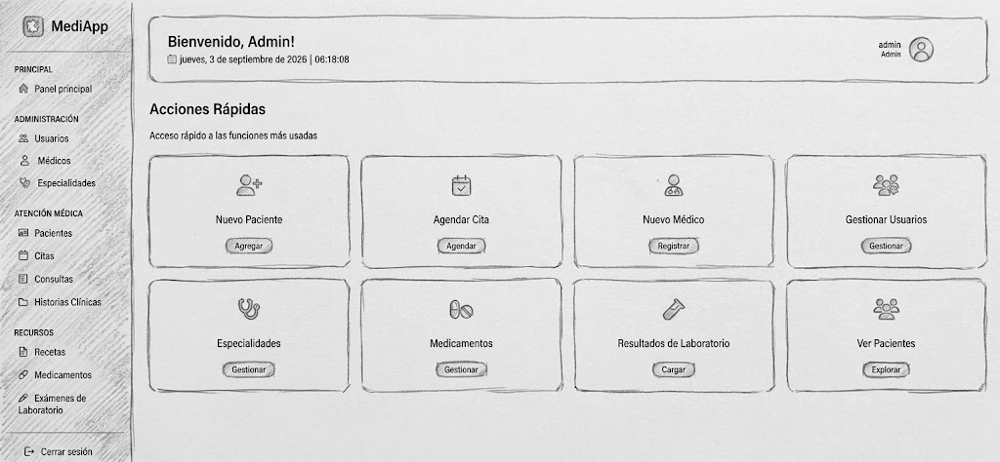 MediApp
PRINCIPAL
Panel principal
ADMINISTRACIÓN
Usuarios
Médicos
Especialidades
ATENCIÓN MÉDICA
Pacientes
Citas
Consultas
Historias Clínicas
RECURSOS
Recetas
Medicamentos
Exámenes de
Laboratorio
Cerrar sesión
Bienvenido, Admin!
jueves, 3 de septiembre de 2026 | 06:18:08
admin
Admin
Acciones Rápidas
Acceso rápido a las funciones más usadas
Nuevo Paciente
Agregar
Agendar Cita
Agendar
Nuevo Médico
Registrar
Gestionar Usuarios
Gestionar
Especialidades
Gestionar
Medicamentos
Gestionar
Resultados de Laboratorio
Cargar
Ver Pacientes
Explorar